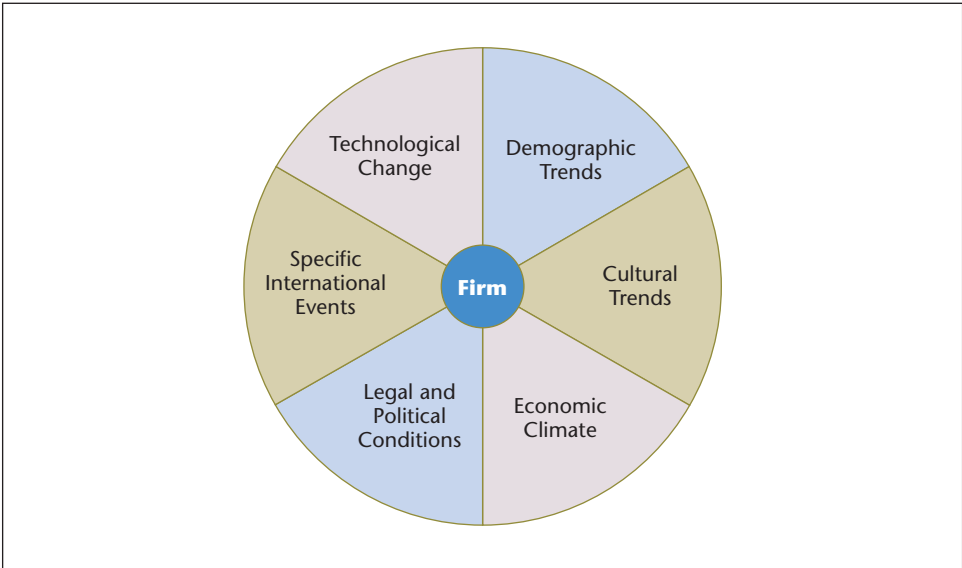 Technological
Change
Demographic
Trends
Specific
International
Events
Firm
Cultural
Trends
Legal and
Political
Conditions
Economic
Climate